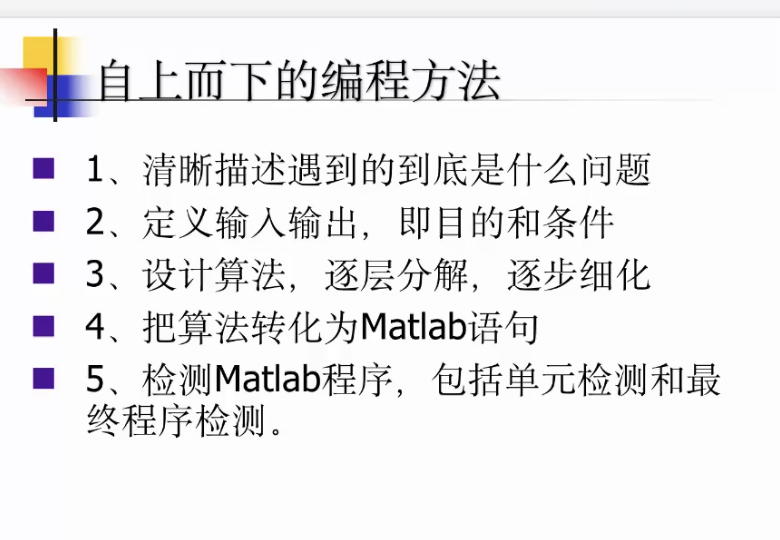 自上而下的编程方法
1、清晰描述遇到的到底是什么问题
2、定义输入输出，即目的和条件
3、设计算法，逐层分解，逐步细化
4、把算法转化为Matlab语句
5、检测Matlab程序，包括单元检测和最
终程序检测。